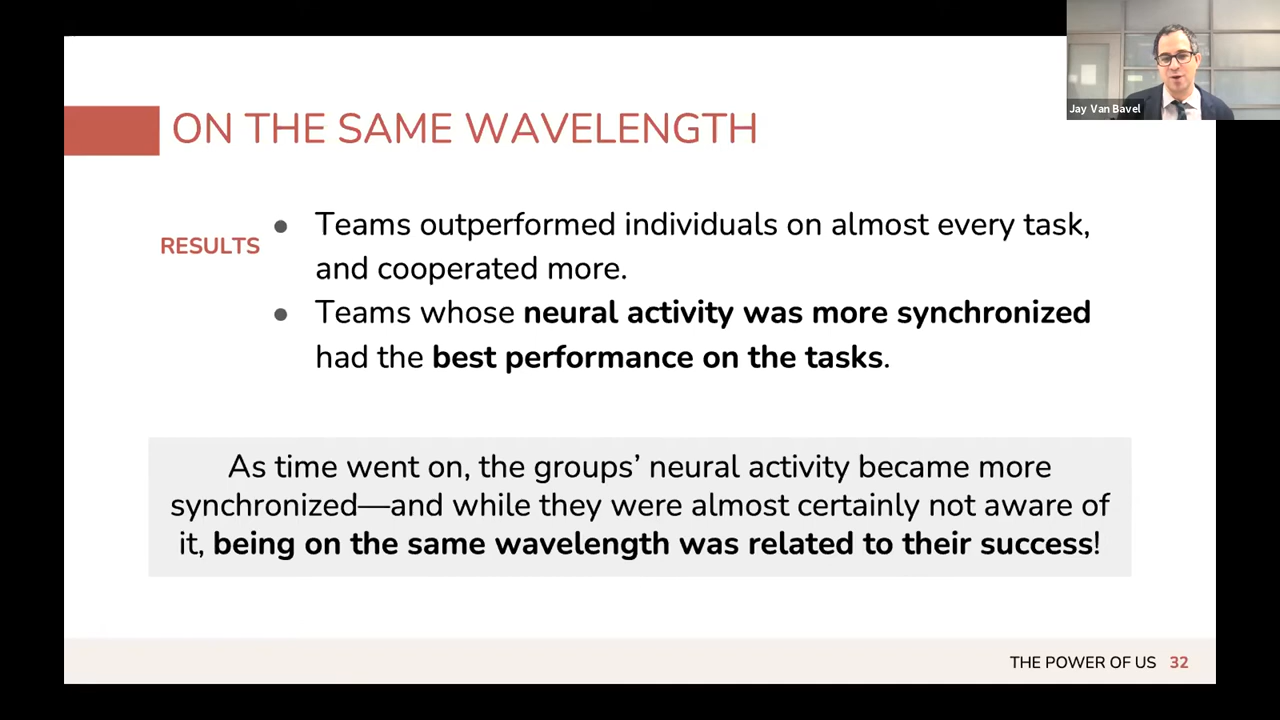 Jay Van Bavel
ON THE SAME WAVELENGTH
RESULTS
● Teams outperformed individuals on almost every task,
and cooperated more.
● Teams whose neural activity was more synchronized
had the best performance on the tasks.
As time went on, the groups’ neural activity became more
synchronized—and while they were almost certainly not aware of
it, being on the same wavelength was related to their success!
THE POWER OF US 32